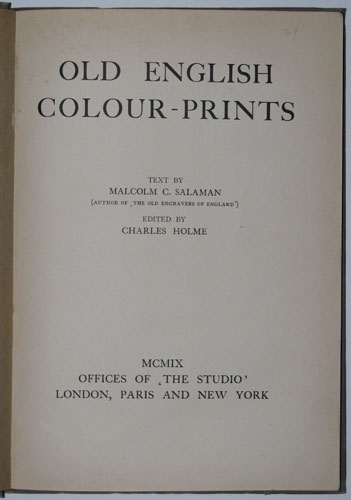 OLD ENGLISH
COLOUR-PRINTS
TEXT BY
MALCOLM C. SALAMAN
(AUTHOR OF ‚THE OLD ENGRAVERS OF ENGLAND')
EDITED BY
CHARLES HOLME
MCMIX
OFFICES OF ‚THE STUDIO'
LONDON, PARIS AND NEW YORK